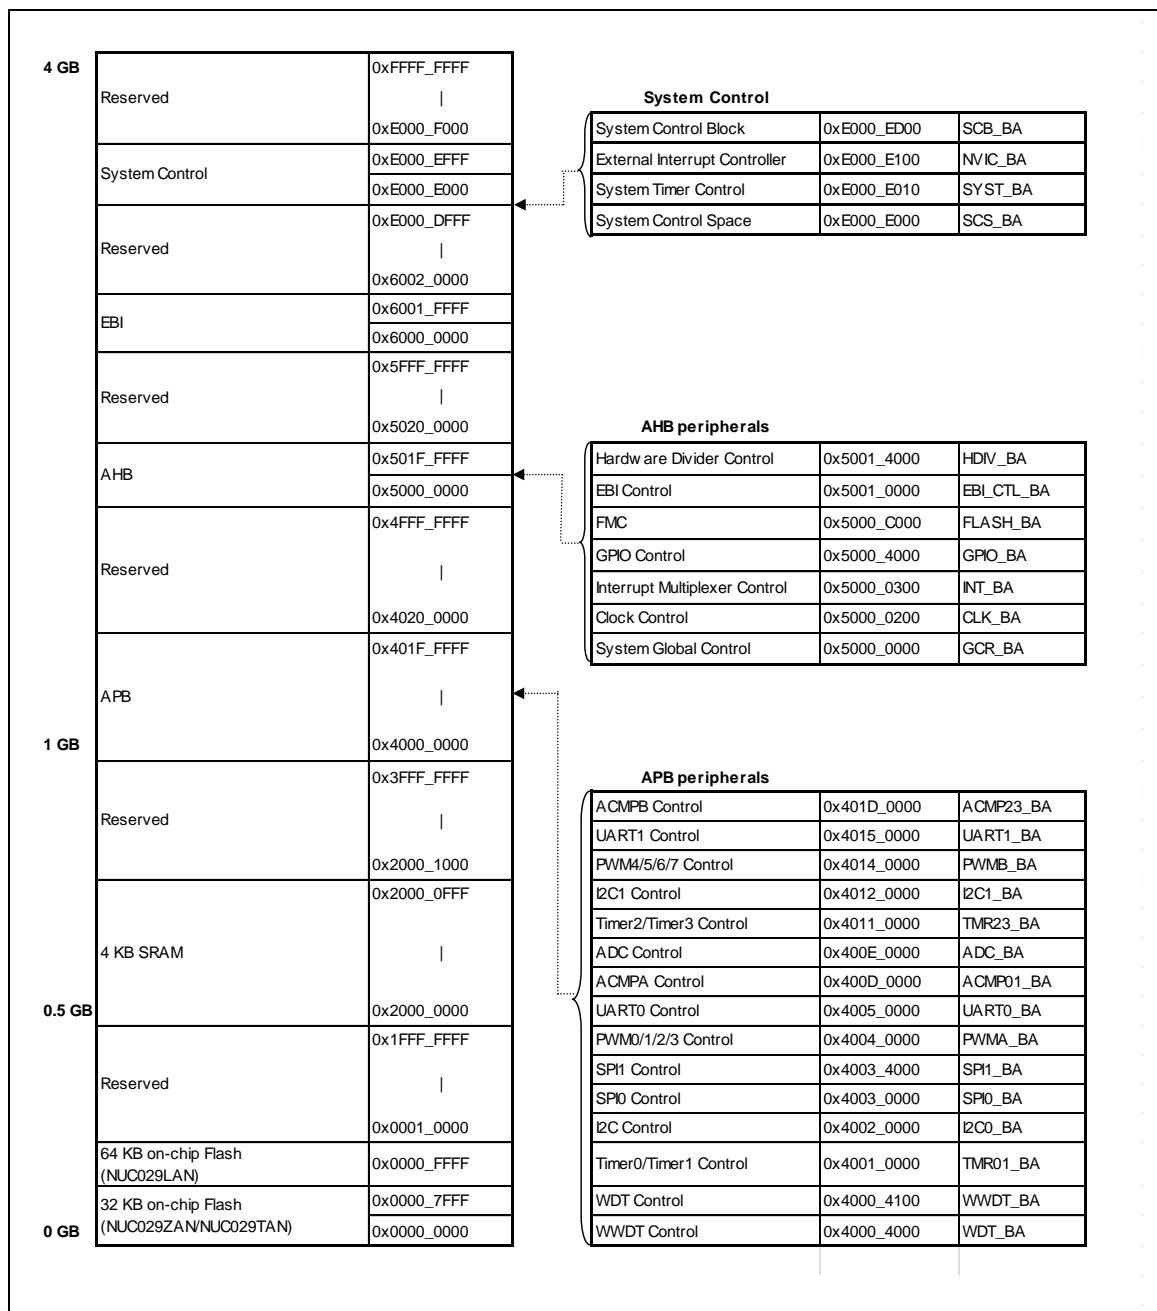 4 GB
Reserved
0xFFFF_FFFF
|
0xE000_F000
System Control
0xE000_EFFF
0xE000_E000
Reserved
0xE000_DFFF
|
0x6002_0000
EBI
0x6001_FFFF
0x6000_0000
Reserved
0x5FFF_FFFF
|
0x5020_0000
AHB
0x501F_FFFF
0x5000_0000
Reserved
0x4FFF_FFFF
|
0x4020_0000
APB
0x401F_FFFF
|
1 GB
0x4000_0000
Reserved
0x3FFF_FFFF
|
0x2000_1000
4 KB SRAM
0x2000_0FFF
|
0.5 GB
0x2000_0000
Reserved
0x1FFF_FFFF
|
0x0001_0000
64 KB on-chip Flash
(NUC029LAN)
0x0000_FFFF
32 KB on-chip Flash
(NUC029ZAN/NUC029TAN)
0x0000_7FFF
0 GB
0x0000_0000
System Control
System Control Block 0xE000_ED00 SCB_BA
External Interrupt Controller 0xE000_E100 NVIC_BA
System Timer Control 0xE000_E010 SYST_BA
System Control Space 0xE000_E000 SCS_BA
AHB peripherals
Hardware Divider Control 0x5001_4000 HDIV_BA
EBI Control 0x5001_0000 EBI_CTL_BA
FMC 0x5000_C000 FLASH_BA
GPIO Control 0x5000_4000 GPIO_BA
Interrupt Multiplexer Control 0x5000_0300 INT_BA
Clock Control 0x5000_0200 CLK_BA
System Global Control 0x5000_0000 GCR_BA
APB peripherals
ACMPB Control 0x401D_0000 ACMP23_BA
UART1 Control 0x4015_0000 UART1_BA
PWM4/5/6/7 Control 0x4014_0000 PWMB_BA
I2C1 Control 0x4012_0000 I2C1_BA
Timer2/Timer3 Control 0x4011_0000 TMR23_BA
ADC Control 0x400E_0000 ADC_BA
ACMPA Control 0x400D_0000 ACMP01_BA
UART0 Control 0x4005_0000 UART0_BA
PWM0/1/2/3 Control 0x4004_0000 PWMA_BA
SPI1 Control 0x4003_4000 SPI1_BA
SPI0 Control 0x4003_0000 SPI0_BA
I2C Control 0x4002_0000 I2C0_BA
Timer0/Timer1 Control 0x4001_0000 TMR01_BA
WDT Control 0x4000_4100 WWDT_BA
WWDT Control 0x4000_4000 WDT_BA